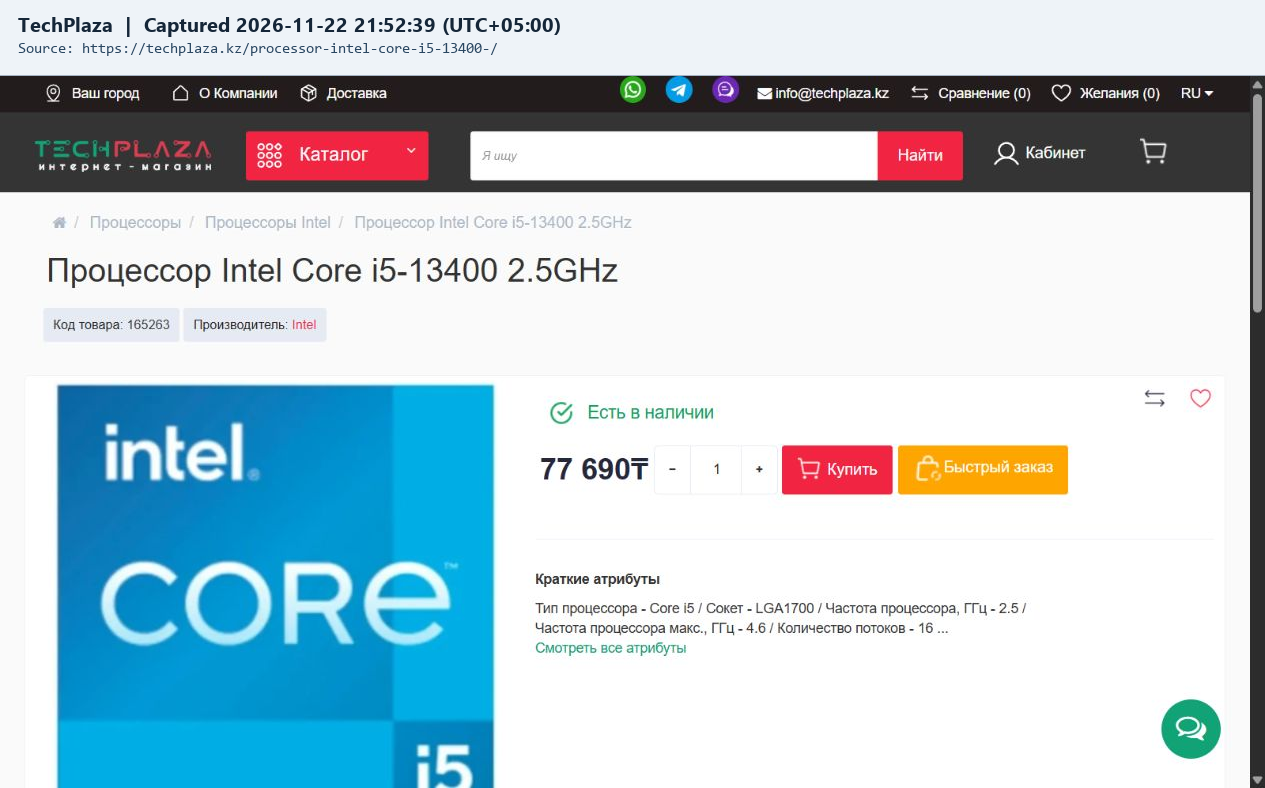 TechPlaza | Captured 2026-11-22 21:52:39 (UTC+05:00)
Source: https://techplaza.kz/processor-intel-core-i5-13400-/
Ваш город О Компании Доставка info@techplaza.kz Сравнение (0) Желания (0) RU
TECHPLAZA
интернет - магазин
Каталог Я ищу Найти Кабинет
/ Процессоры / Процессоры Intel / Процессор Intel Core i5-13400 2.5GHz
Процессор Intel Core i5-13400 2.5GHz
Код товара: 165263 Производитель: Intel
intel®
CORE™
i5
Есть в наличии
77 690₸ - 1 + Купить Быстрый заказ
Краткие атрибуты
Тип процессора - Core i5 / Сокет - LGA1700 / Частота процессора, ГГц - 2.5 /
Частота процессора макс., ГГц - 4.6 / Количество потоков - 16 ...
Смотреть все атрибуты